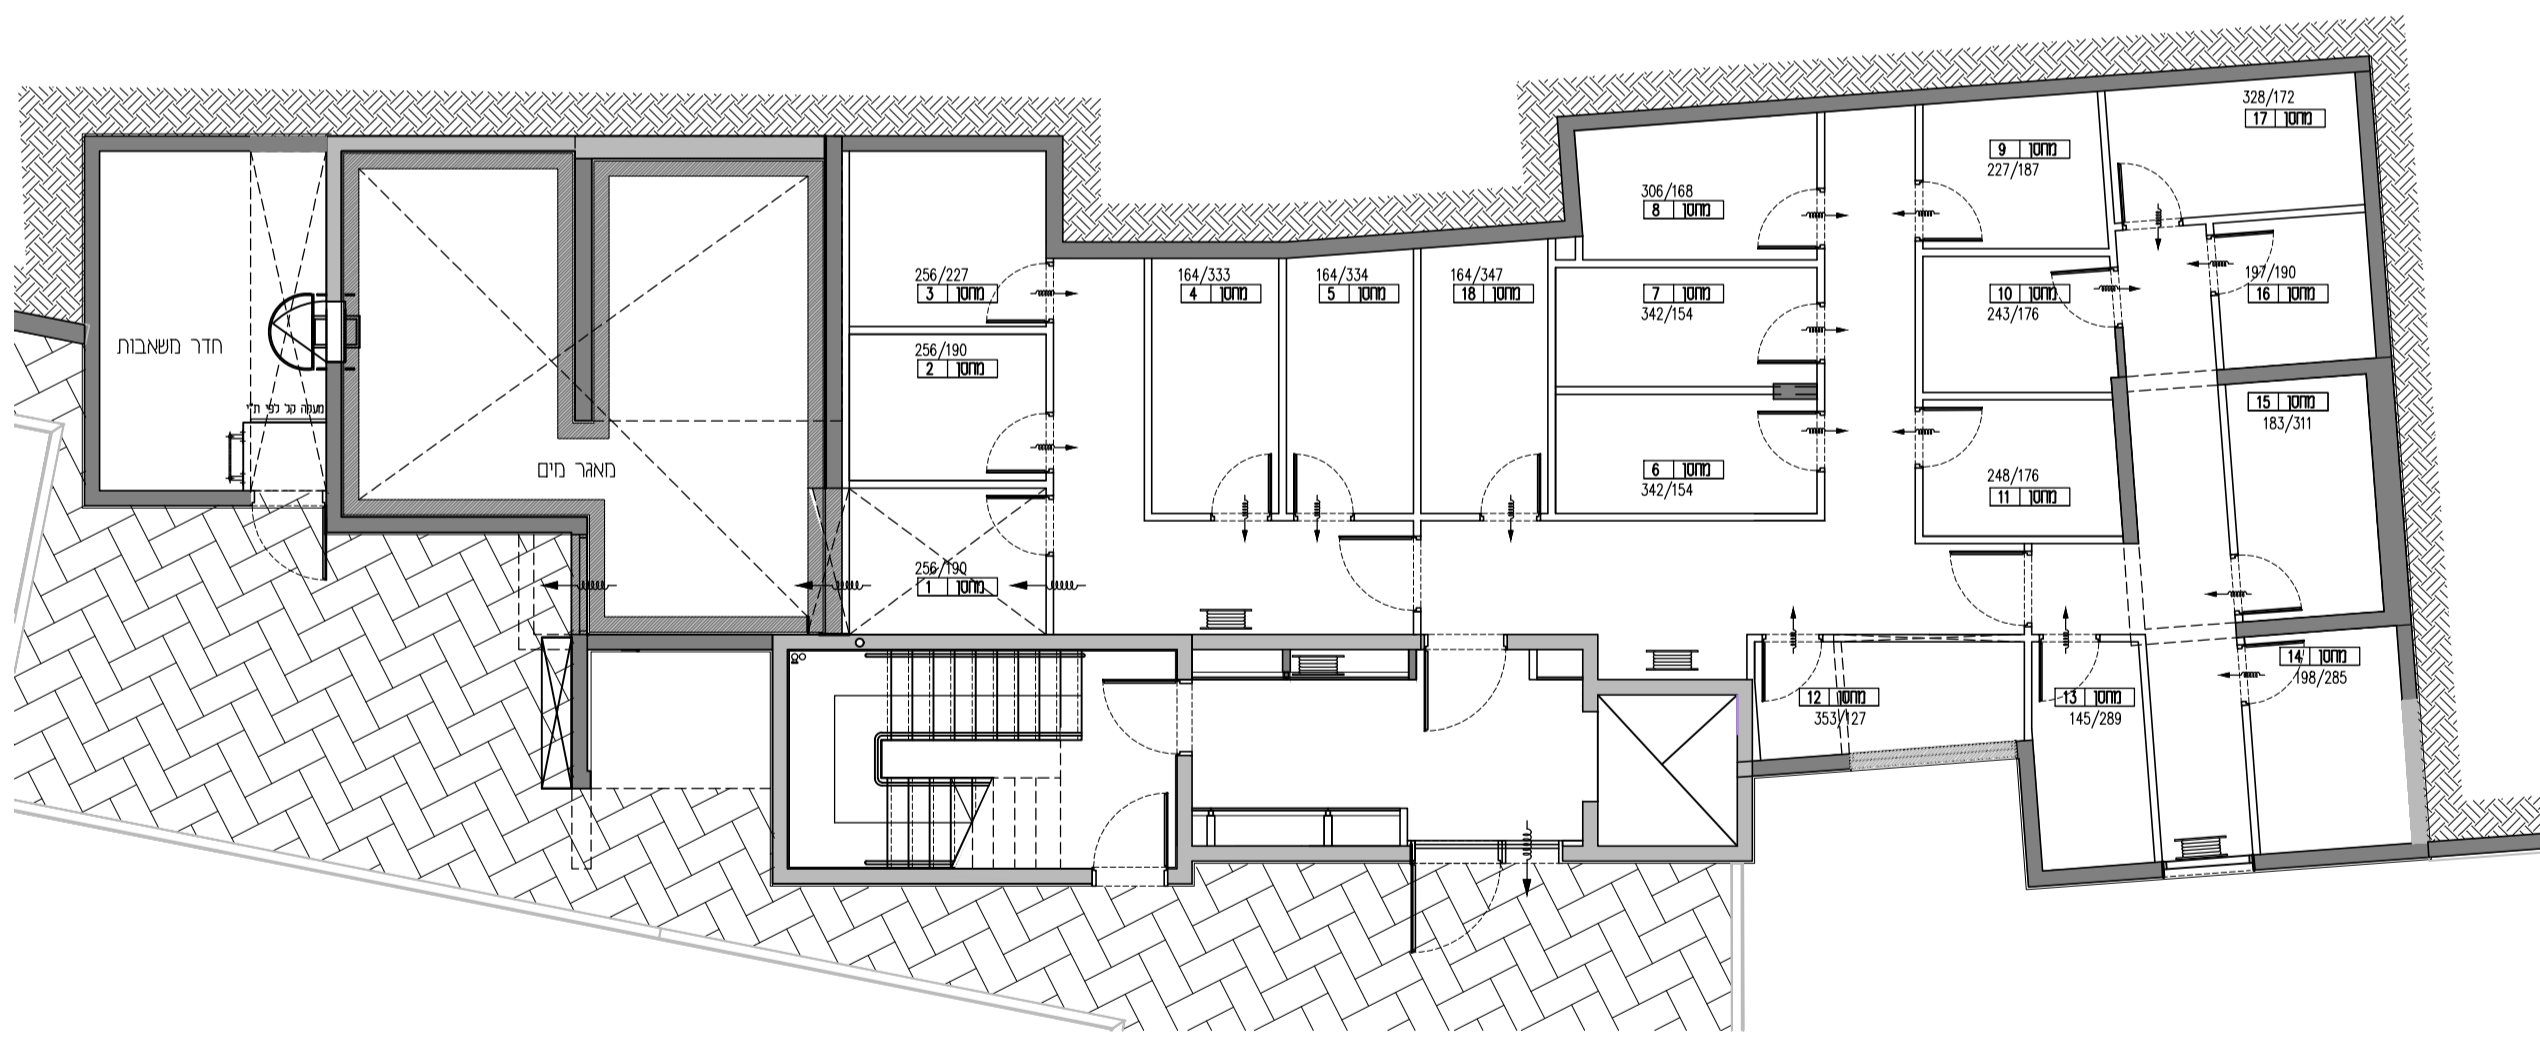 328/172
17 מחסן
9 מחסן
227/187
306/168
8 מחסן
256/227
3 מחסן
164/333
4 מחסן
164/334
5 מחסן
164/347
18 מחסן
7 מחסן
342/154
10 מחסן
243/176
197/190
16 מחסן
חדר משאבות
256/190
2 מחסן
מעקה קל לפי ת"י
15 מחסן
183/311
מאגר מים
6 מחסן
342/154
248/176
11 מחסן
256/190
1 מחסן
14 מחסן
198/285
12 מחסן
353/127
13 מחסן
145/289